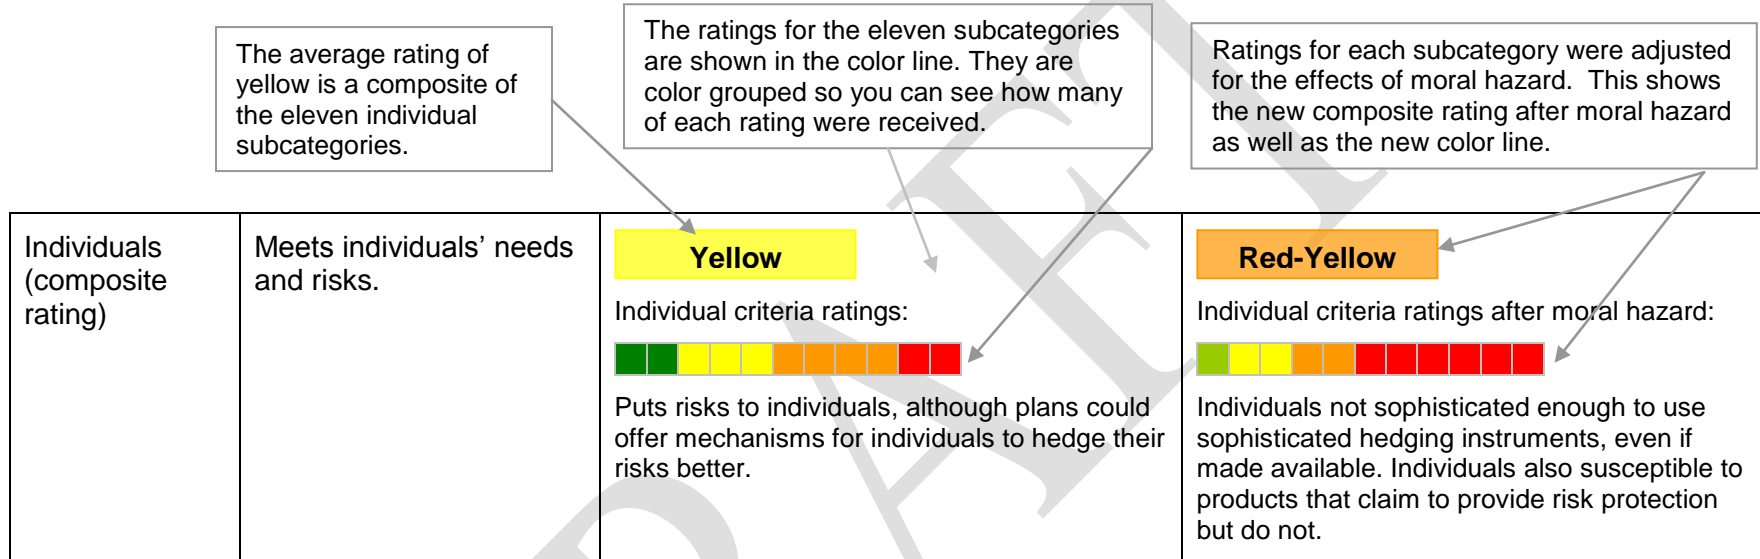 The average rating of
yellow is a composite of
the eleven individual
subcategories.
The ratings for the eleven subcategories
are shown in the color line. They are
color grouped so you can see how many
of each rating were received.
Ratings for each subcategory were adjusted
for the effects of moral hazard.  This shows
the new composite rating after moral hazard
as well as the new color line.
Individuals
(composite
rating)
Meets individuals’ needs
and risks.
Yellow
Individual criteria ratings:
Puts risks to individuals, although plans could
offer mechanisms for individuals to hedge their
risks better.
Red-Yellow
Individual criteria ratings after moral hazard:
Individuals not sophisticated enough to use
sophisticated hedging instruments, even if
made available. Individuals also susceptible to
products that claim to provide risk protection
but do not.
DRAFT